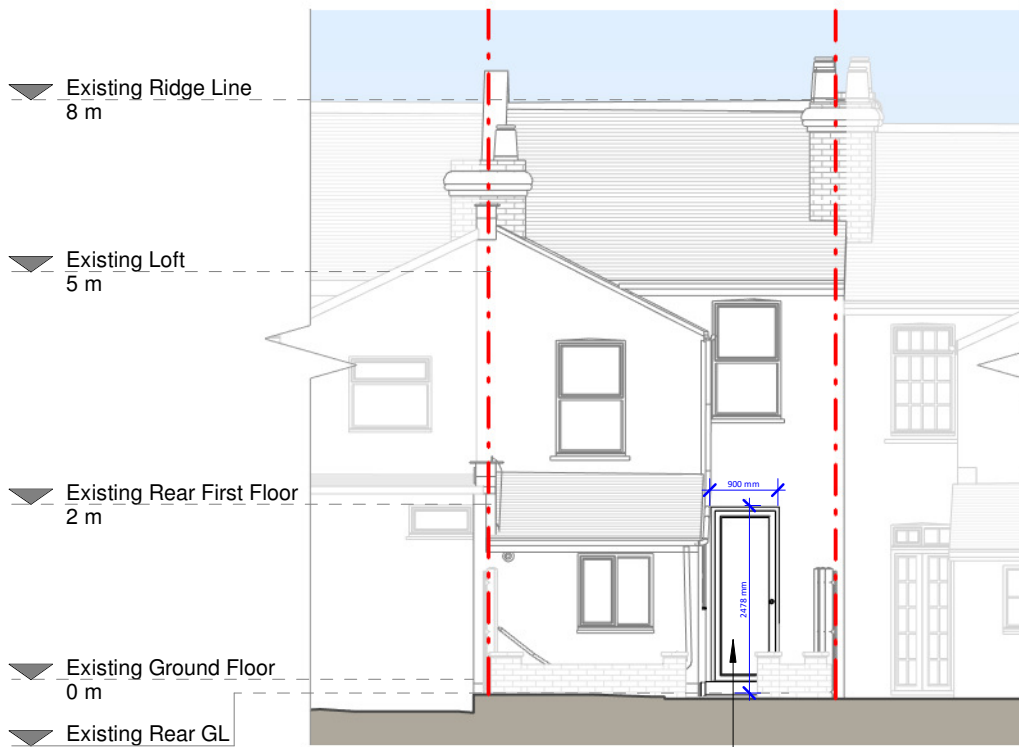 Existing Ridge Line
8 m
Existing Loft
5 m
Existing Rear First Floor
2 m
900 mm
2478 mm
Existing Ground Floor
0 m
Existing Rear GL